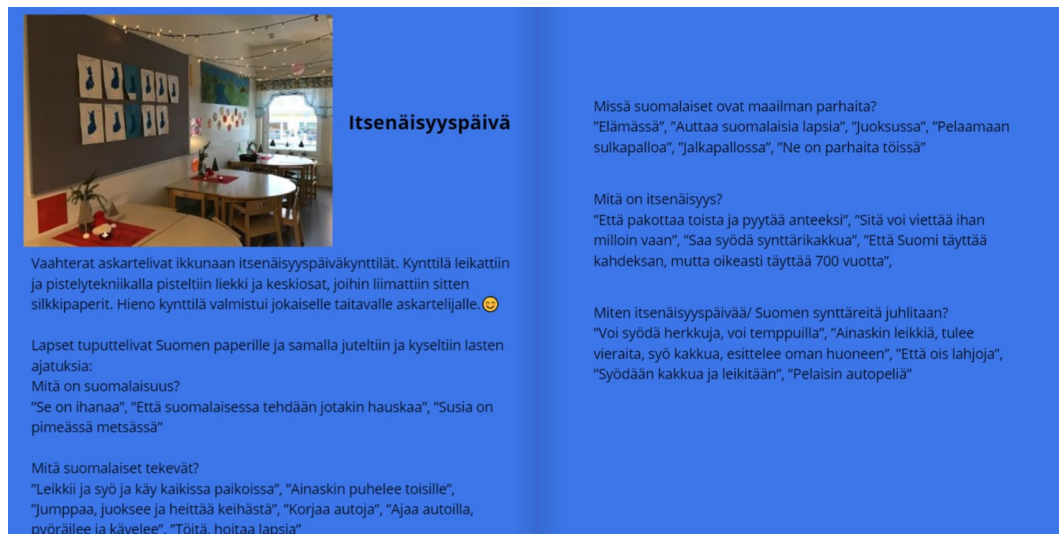 Itsenäisyyspäivä
Vaahterat askartelivat ikkunaan itsenäisyyspäiväkynttilät. Kynttilä leikattiin
ja pistelytekniikalla pisteltiin liekki ja keskiosat, joihin liimattiin sitten
silkkipaperit. Hieno kynttilä valmistui jokaiselle taitavalle askartelijalle.😊
Lapset tuputtelivat Suomen paperille ja samalla juteltiin ja kyseltiin lasten
ajatuksia:
Mitä on suomalaisuus?
”Se on ihanaa”, ”Että suomalaisessa tehdään jotakin hauskaa”, ”Susia on
pimeässä metsässä”
Mitä suomalaiset tekevät?
”Leikkii ja syö ja käy kaikissa paikoissa”, ”Ainaskin puhelee toisille”,
”Jumppaa, juoksee ja heittää keihästä”, ”Korjaa autoja”, ”Ajaa autoilla,
pyöräilee ja kävelee”, ”Töitä, hoitaa lapsia”
Missä suomalaiset ovat maailman parhaita?
”Elämässä”, ”Auttaa suomalaisia lapsia”, ”Juoksussa”, ”Pelaamaan
sulkapalloa”, ”Jalkapallossa”, ”Ne on parhaita töissä”
Mitä on itsenäisyys?
”Että pakottaa toista ja pyytää anteeksi”, ”Sitä voi viettää ihan
milloin vaan”, ”Saa syödä synttärikakkua”, ”Että Suomi täyttää
kahdeksan, mutta oikeasti täyttää 700 vuotta”,
Miten itsenäisyyspäivää/ Suomen synttäreitä juhlitaan?
”Voi syödä herkkuja, voi temppuilla”, ”Ainaskin leikkiä, tulee
vieraita, syö kakkua, esittelee oman huoneen”, ”Että ois lahjoja”,
”Syödään kakkua ja leikitään”, ”Pelaisin autopeliä”